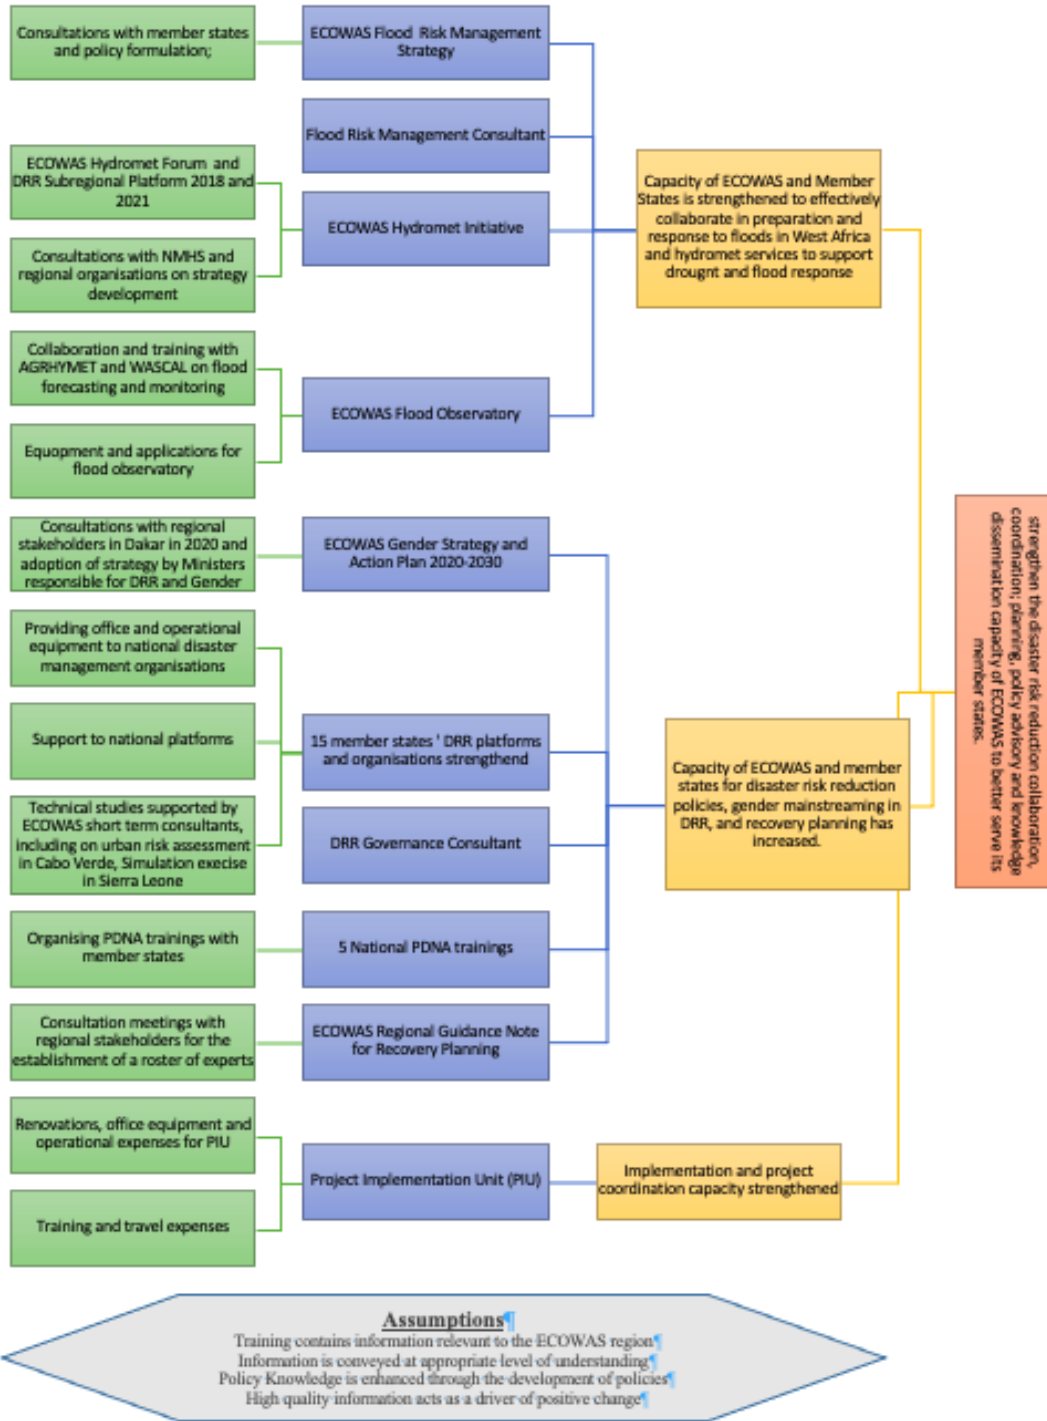 Consultations with member states
and policy formulation;
ECOWAS Flood Risk Management
Strategy
Flood Risk Management Consultant
ECOWAS Hydromet Forum and
DRR Subregional Platform 2018 and
2021
ECOWAS Hydromet Initiative
Consultations with NMHS and
regional organisations on strategy
development
Capacity of ECOWAS and Member
States is strengthened to effectively
collaborate in preparation and
response to floods in West Africa
and hydromet services to support
drougnt and flood response
Collaboration and training with
AGRHYMET and WASCAL on flood
forecasting and monitoring
ECOWAS Flood Observatory
Equopment and applications for
flood observatory
Consultations with regional
stakeholders in Dakar in 2020 and
adoption of strategy by Ministers
responsible for DRR and Gender
ECOWAS Gender Strategy and
Action Plan 2020-2030
Providing office and operational
equipment to national disaster
management organisations
Support to national platforms
15 member states ' DRR platforms
and organisations strengthend
Technical studies supported by
ECOWAS short term consultants,
including on urban risk assessment
in Cabo Verde, Simulation execise
in Sierra Leone
DRR Governance Consultant
Capacity of ECOWAS and member
states for disaster risk reduction
policies, gender mainstreaming in
DRR, and recovery planning has
increased.
strengthen the disaster risk reduction collaboration,
coordination; planning, policy advisory and knowledge
dissemination capacity of ECOWAS to better serve its
member states.
Organising PDNA trainings with
member states
5 National PDNA trainings
Consultation meetings with
regional stakeholders for the
establishment of a roster of experts
ECOWAS Regional Guidance Note
for Recovery Planning
Renovations, office equipment and
operational expenses for PIU
Project Implementation Unit (PIU)
Implementation and project
coordination capacity strengthened
Training and travel expenses
Assumptions¶
Training contains information relevant to the ECOWAS region¶
Information is conveyed at appropriate level of understanding¶
Policy Knowledge is enhanced through the development of policies¶
High quality information acts as a driver of positive change¶